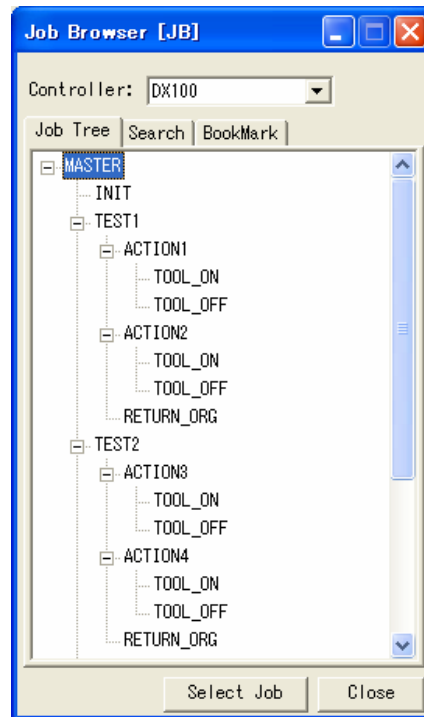 Job Browser [JB]
Controller: DX100
Job Tree Search BookMark
MASTER
INIT
TEST1
ACTION1
TOOL_ON
TOOL_OFF
ACTION2
TOOL_ON
TOOL_OFF
RETURN_ORG
TEST2
ACTION3
TOOL_ON
TOOL_OFF
ACTION4
TOOL_ON
TOOL_OFF
RETURN_ORG
Select Job Close